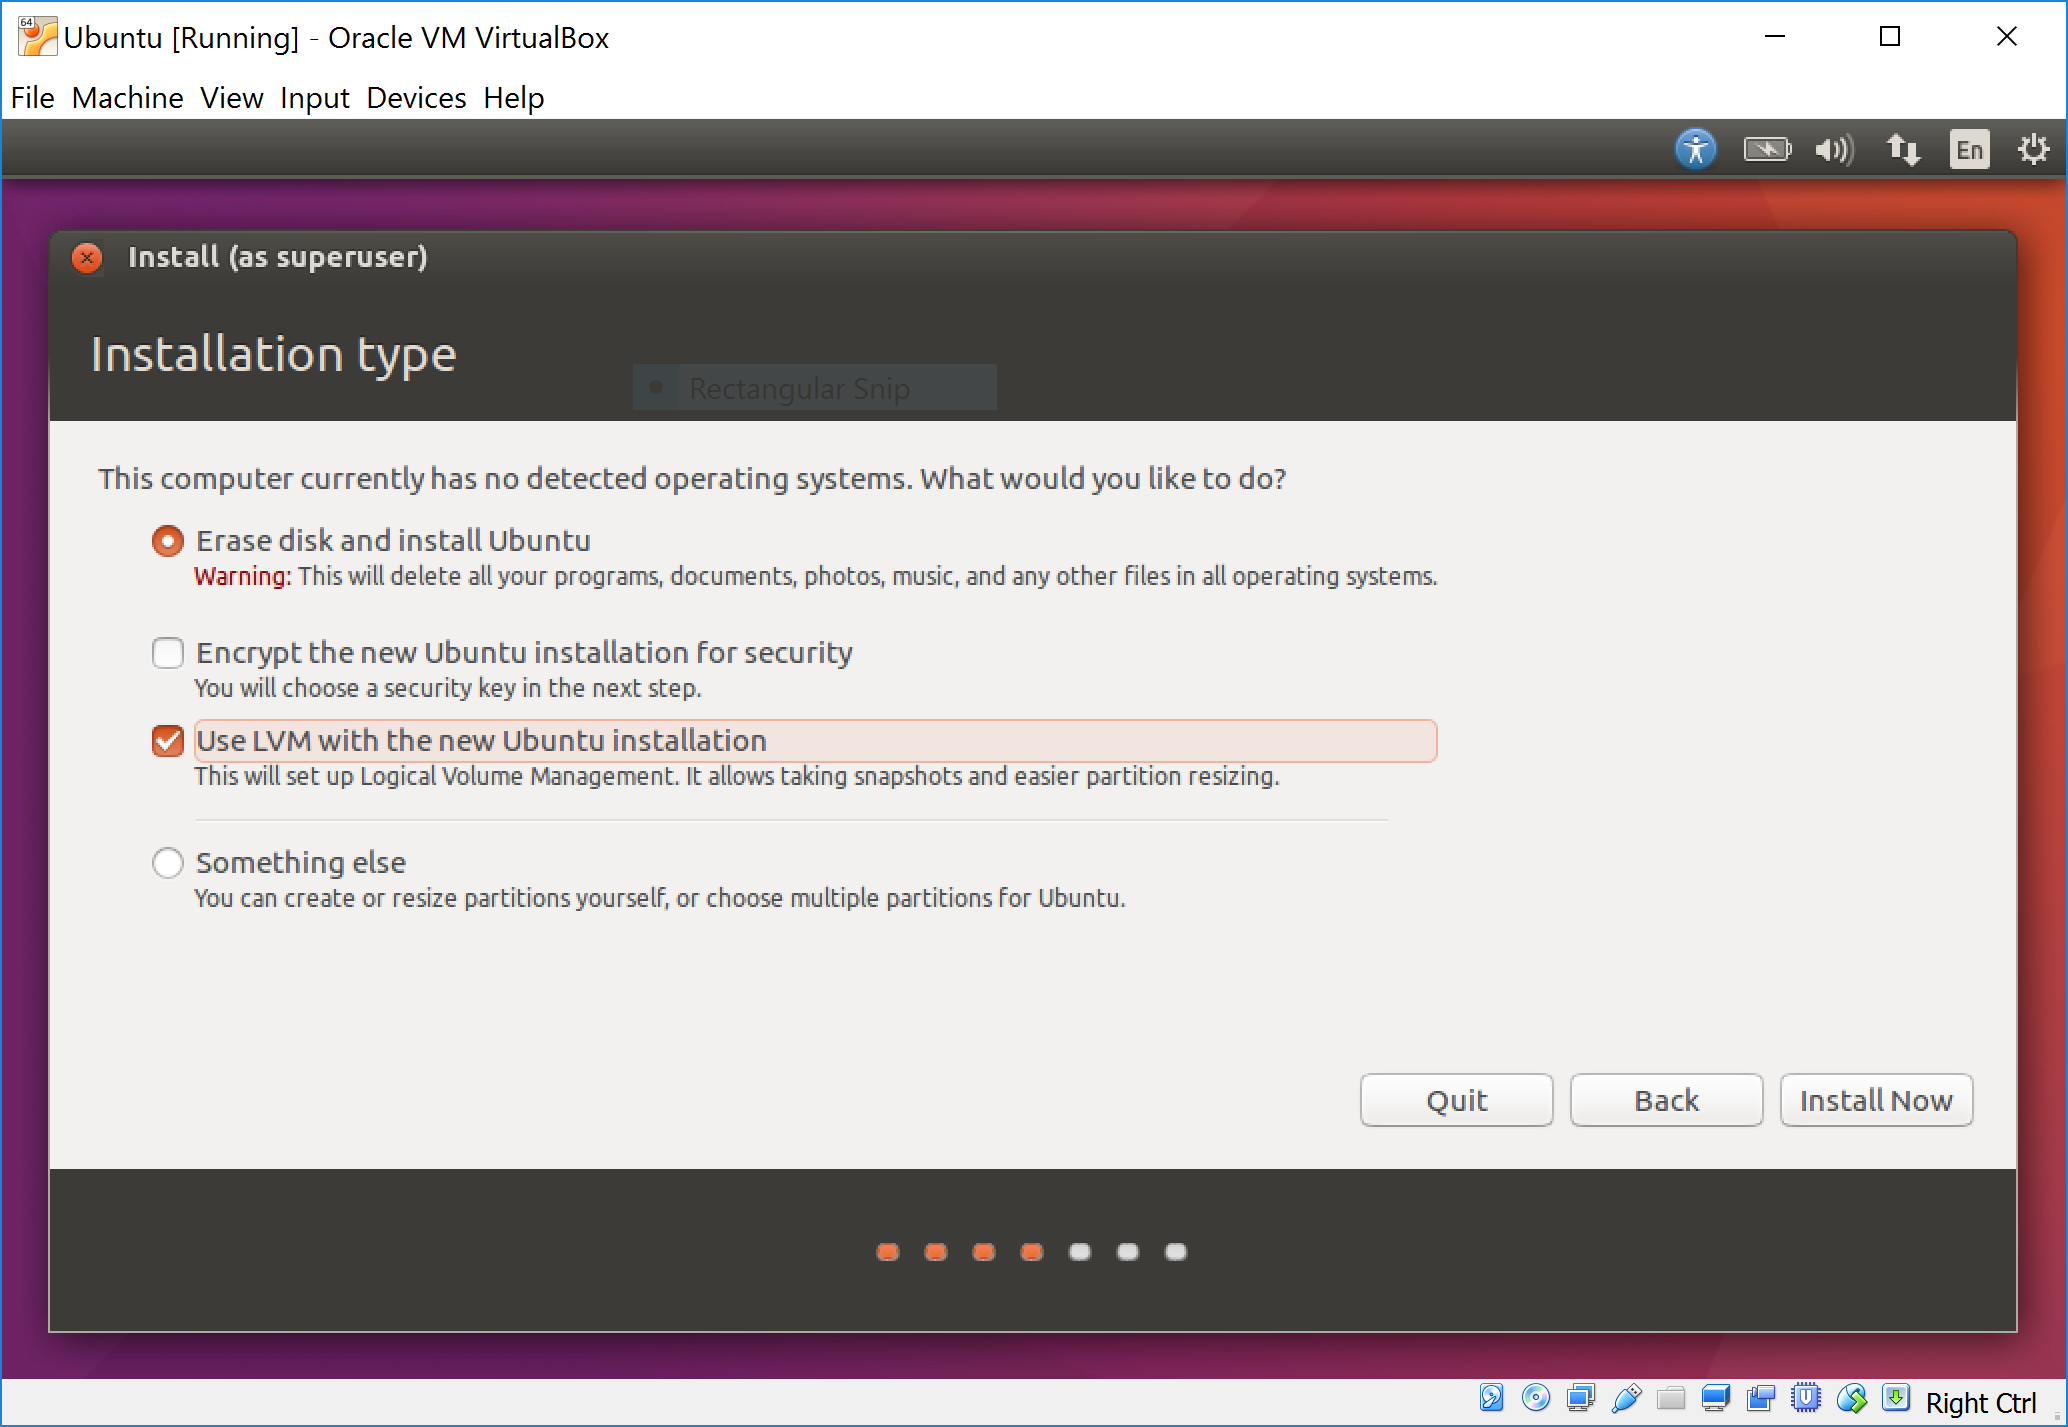 64
Ubuntu [Running] - Oracle VM VirtualBox
File Machine View Input Devices Help
En
Install (as superuser)
Installation type
Rectangular Snip
This computer currently has no detected operating systems. What would you like to do?
Erase disk and install Ubuntu
Warning: This will delete all your programs, documents, photos, music, and any other files in all operating systems.
Encrypt the new Ubuntu installation for security
You will choose a security key in the next step.
Use LVM with the new Ubuntu installation
This will set up Logical Volume Management. It allows taking snapshots and easier partition resizing.
Something else
You can create or resize partitions yourself, or choose multiple partitions for Ubuntu.
Quit Back Install Now
Right Ctrl